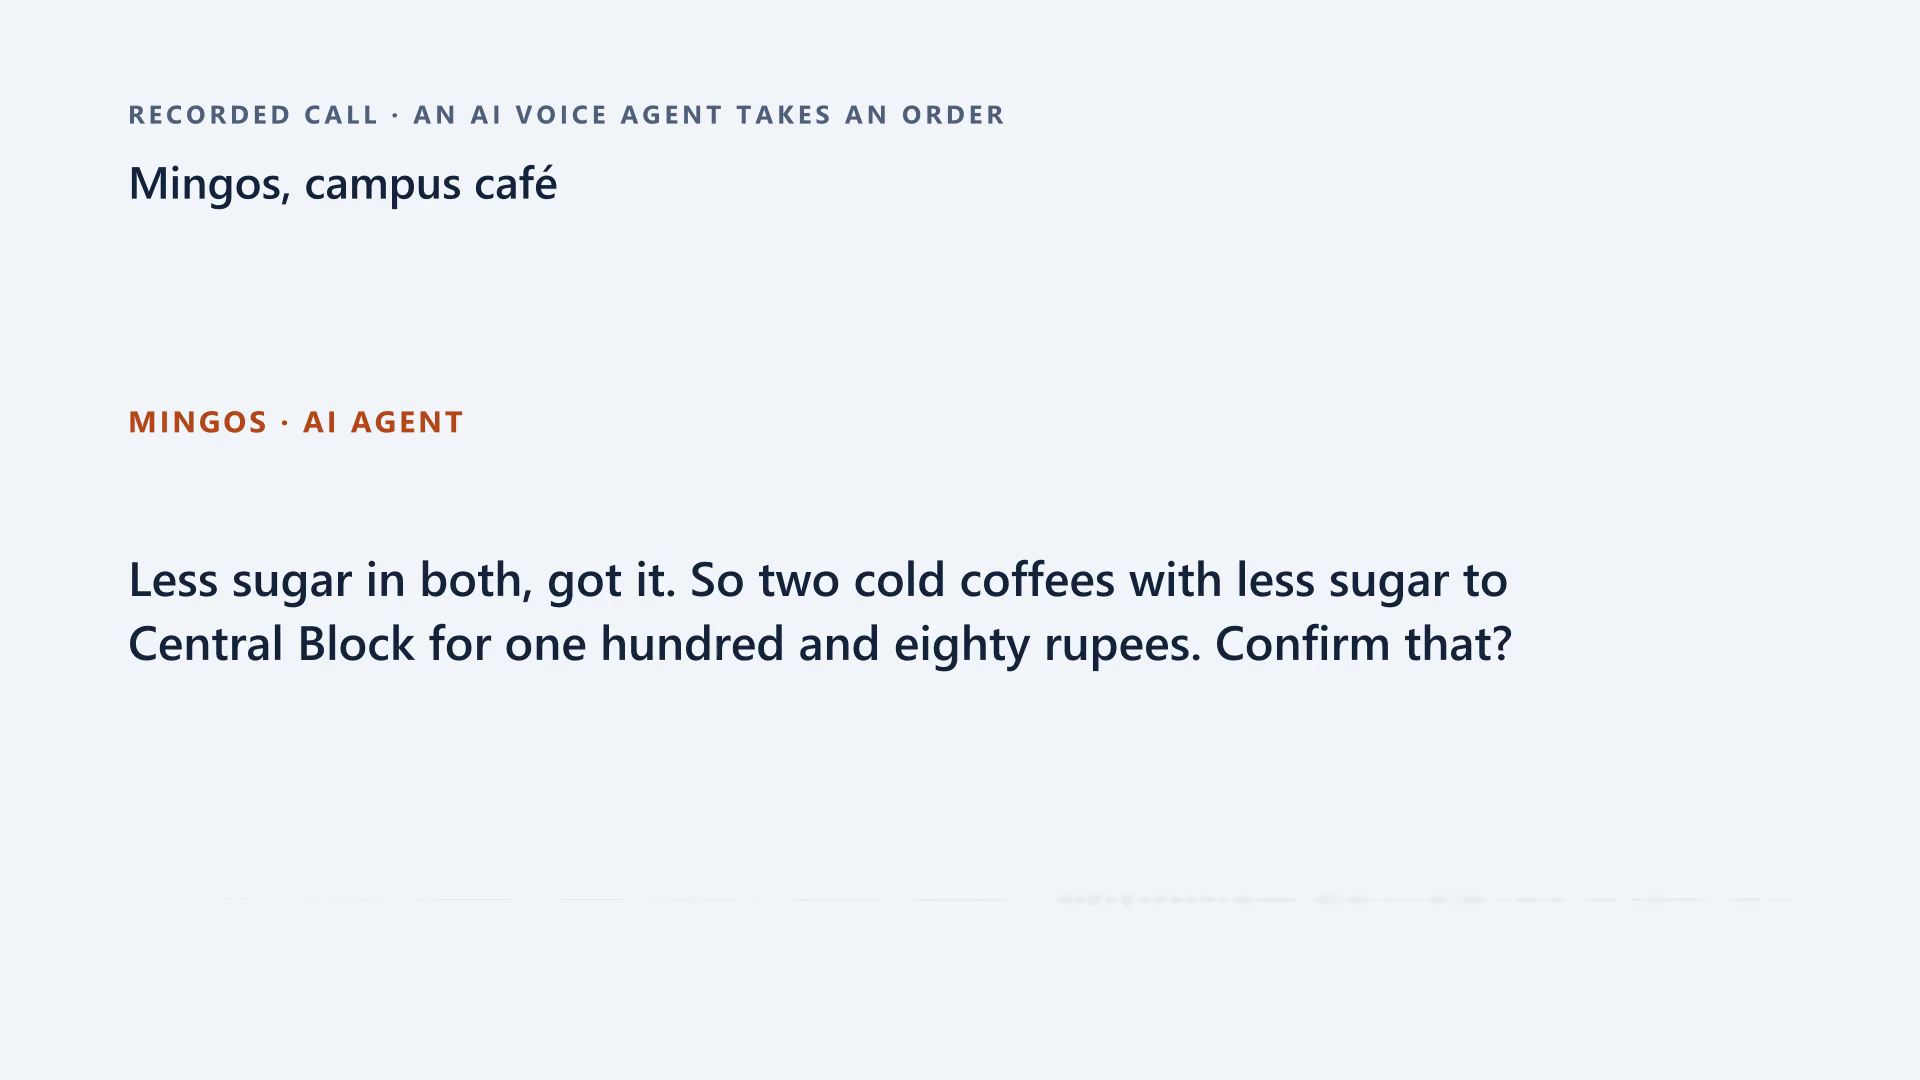 RECORDED CALL · AN AI VOICE AGENT TAKES AN ORDER
Mingos, campus café
MINGOS · AI AGENT
Less sugar in both, got it. So two cold coffees with less sugar to
Central Block for one hundred and eighty rupees. Confirm that?